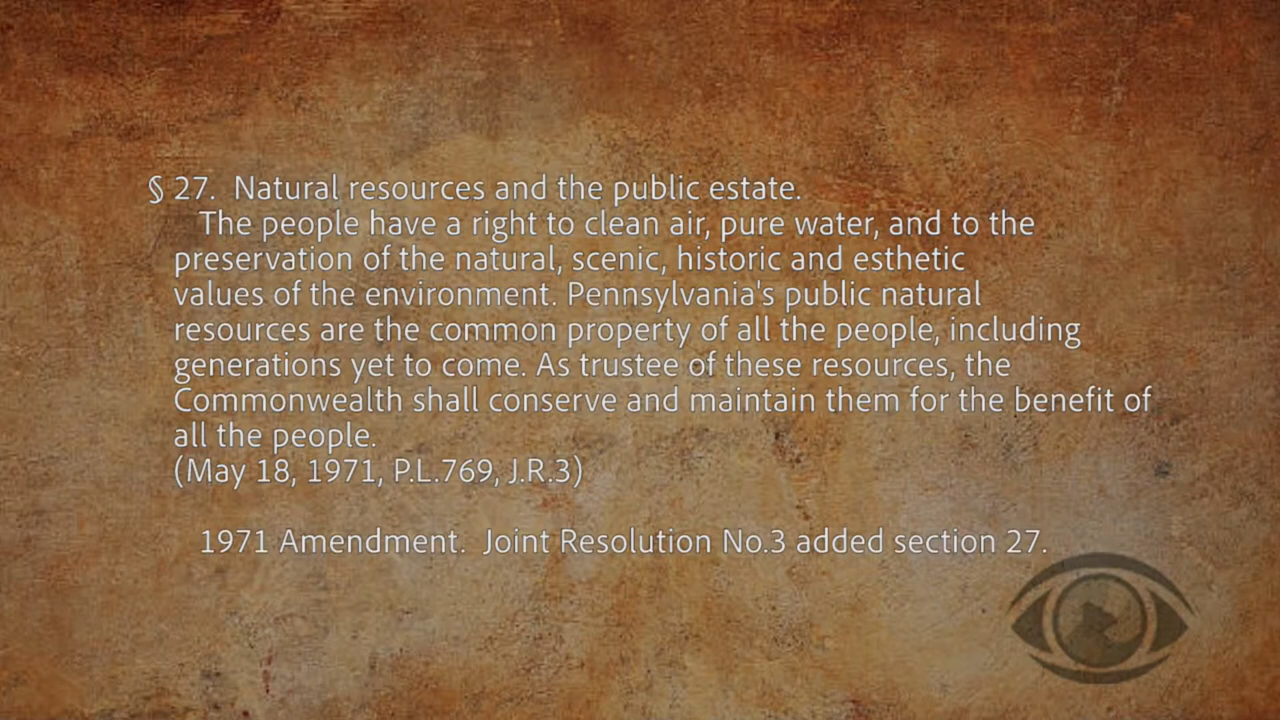 § 27.  Natural resources and the public estate.
The people have a right to clean air, pure water, and to the
preservation of the natural, scenic, historic and esthetic
values of the environment. Pennsylvania's public natural
resources are the common property of all the people, including
generations yet to come. As trustee of these resources, the
Commonwealth shall conserve and maintain them for the benefit of
all the people.
(May 18, 1971, P.L.769, J.R.3)
1971 Amendment.  Joint Resolution No.3 added section 27.